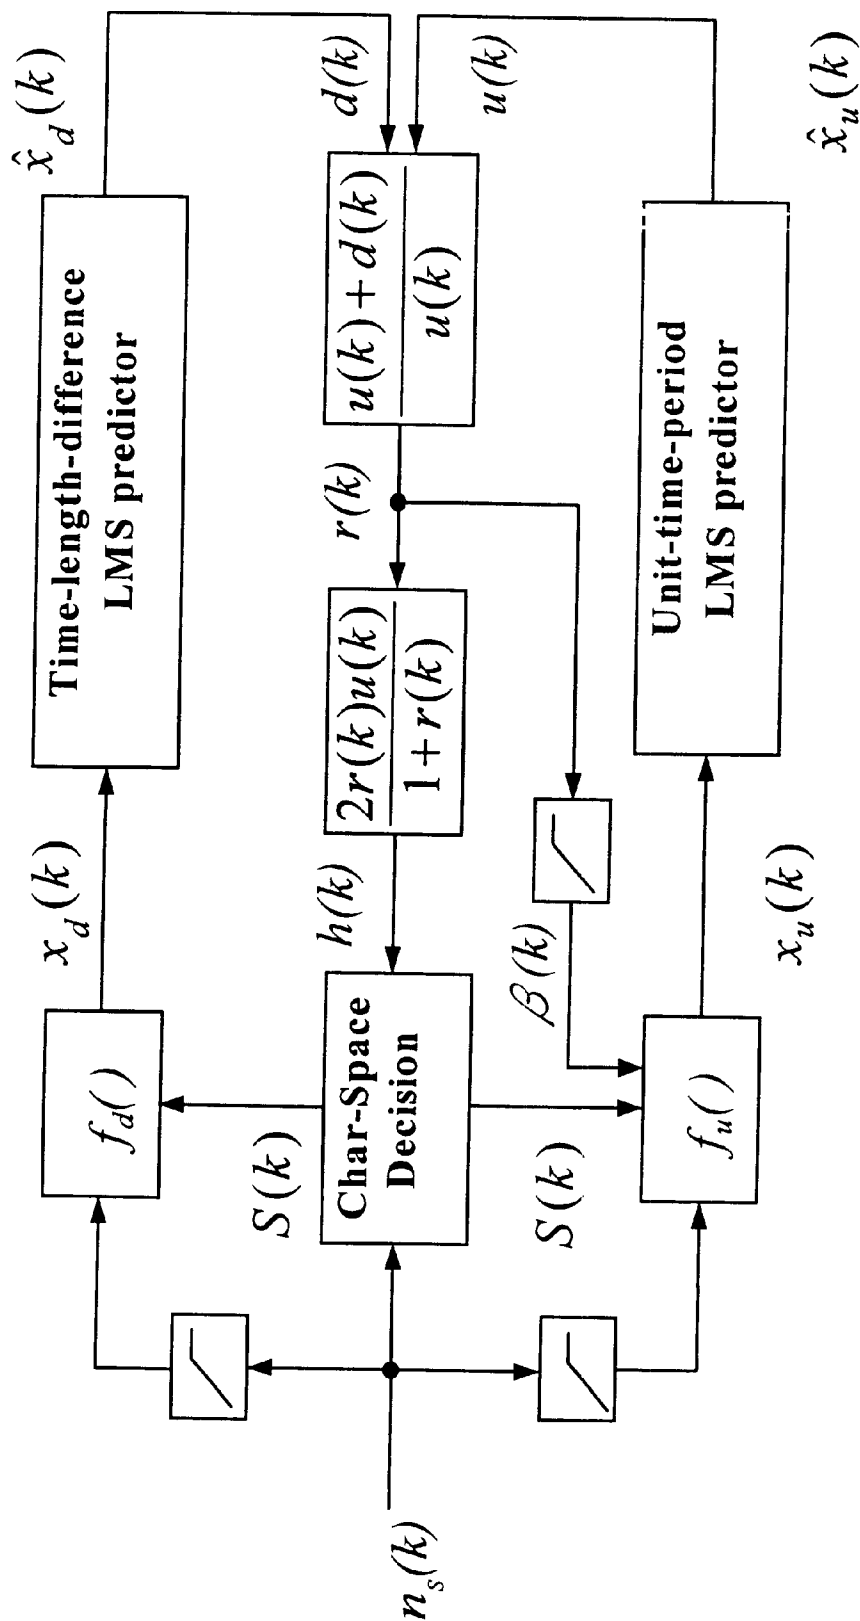 x̂_d(k)
Time-length-difference
LMS predictor
x_d(k)
f_d()
d(k)
u(k)
u(k)+d(k)
u(k)
r(k)
2r(k)u(k)
1+r(k)
h(k)
Char-Space
Decision
S(k)
S(k)
β(k)
n_s(k)
f_u()
x_u(k)
Unit-time-period
LMS predictor
x̂_u(k)